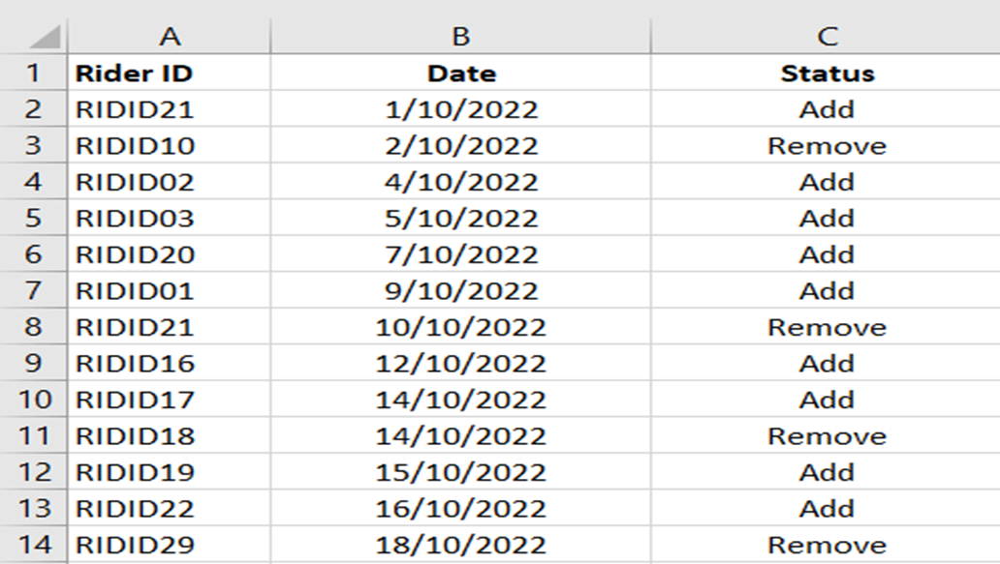 A B C
1 Rider ID Date Status
2 RIDID21 1/10/2022 Add
3 RIDID10 2/10/2022 Remove
4 RIDID02 4/10/2022 Add
5 RIDID03 5/10/2022 Add
6 RIDID20 7/10/2022 Add
7 RIDID01 9/10/2022 Add
8 RIDID21 10/10/2022 Remove
9 RIDID16 12/10/2022 Add
10 RIDID17 14/10/2022 Add
11 RIDID18 14/10/2022 Remove
12 RIDID19 15/10/2022 Add
13 RIDID22 16/10/2022 Add
14 RIDID29 18/10/2022 Remove